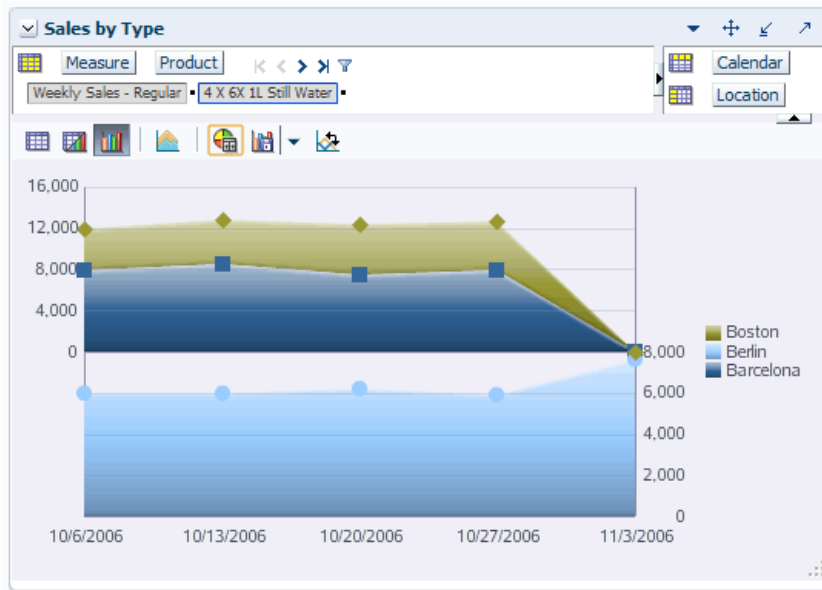 Sales by Type
Measure Product
Calendar
Weekly Sales - Regular 4 X 6X 1L Still Water
Location
16,000
12,000
8,000
4,000
0
8,000
6,000
4,000
2,000
0
Boston
Berlin
Barcelona
10/6/2006 10/13/2006 10/20/2006 10/27/2006 11/3/2006